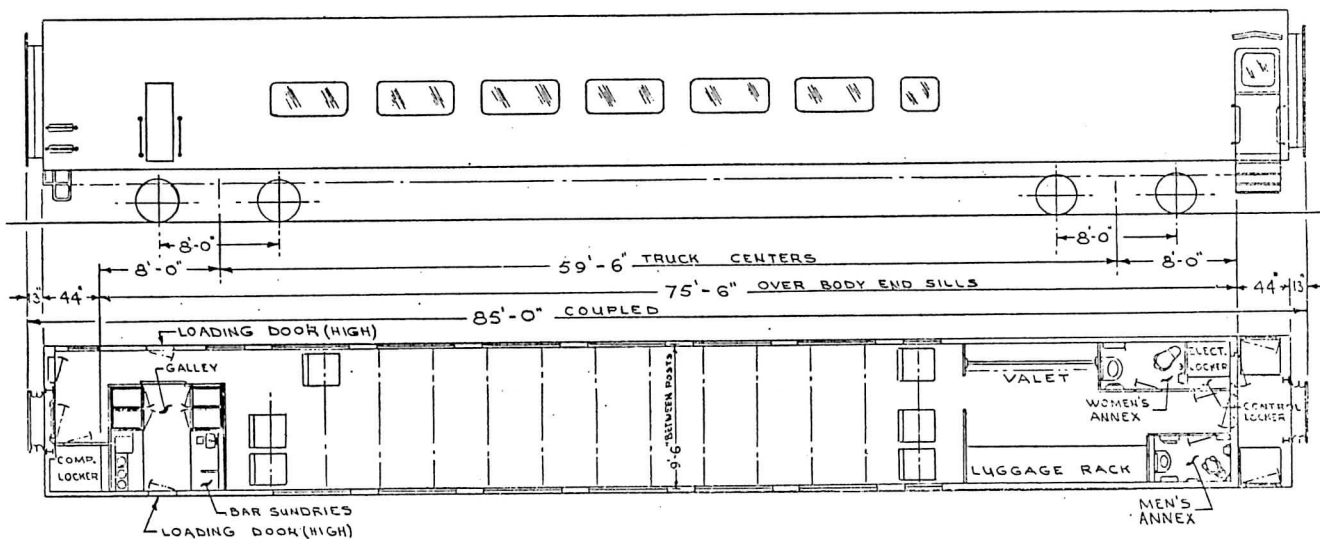 8'-0"
8'-0"
8'-0"
59'-6" TRUCK CENTERS
8'-0"
13"
44"
75'-6" OVER BODY END SILLS
44"
13"
85'-0" COUPLED
LOADING DOOR (HIGH)
GALLEY
VALET
ELECT.
LOCKER
WOMEN'S
ANNEX
CONTROL
LOCKER
9'-6" BETWEEN POSTS
COMP.
LOCKER
LUGGAGE RACK
BAR SUNDRIES
LOADING DOOR (HIGH)
MEN'S
ANNEX